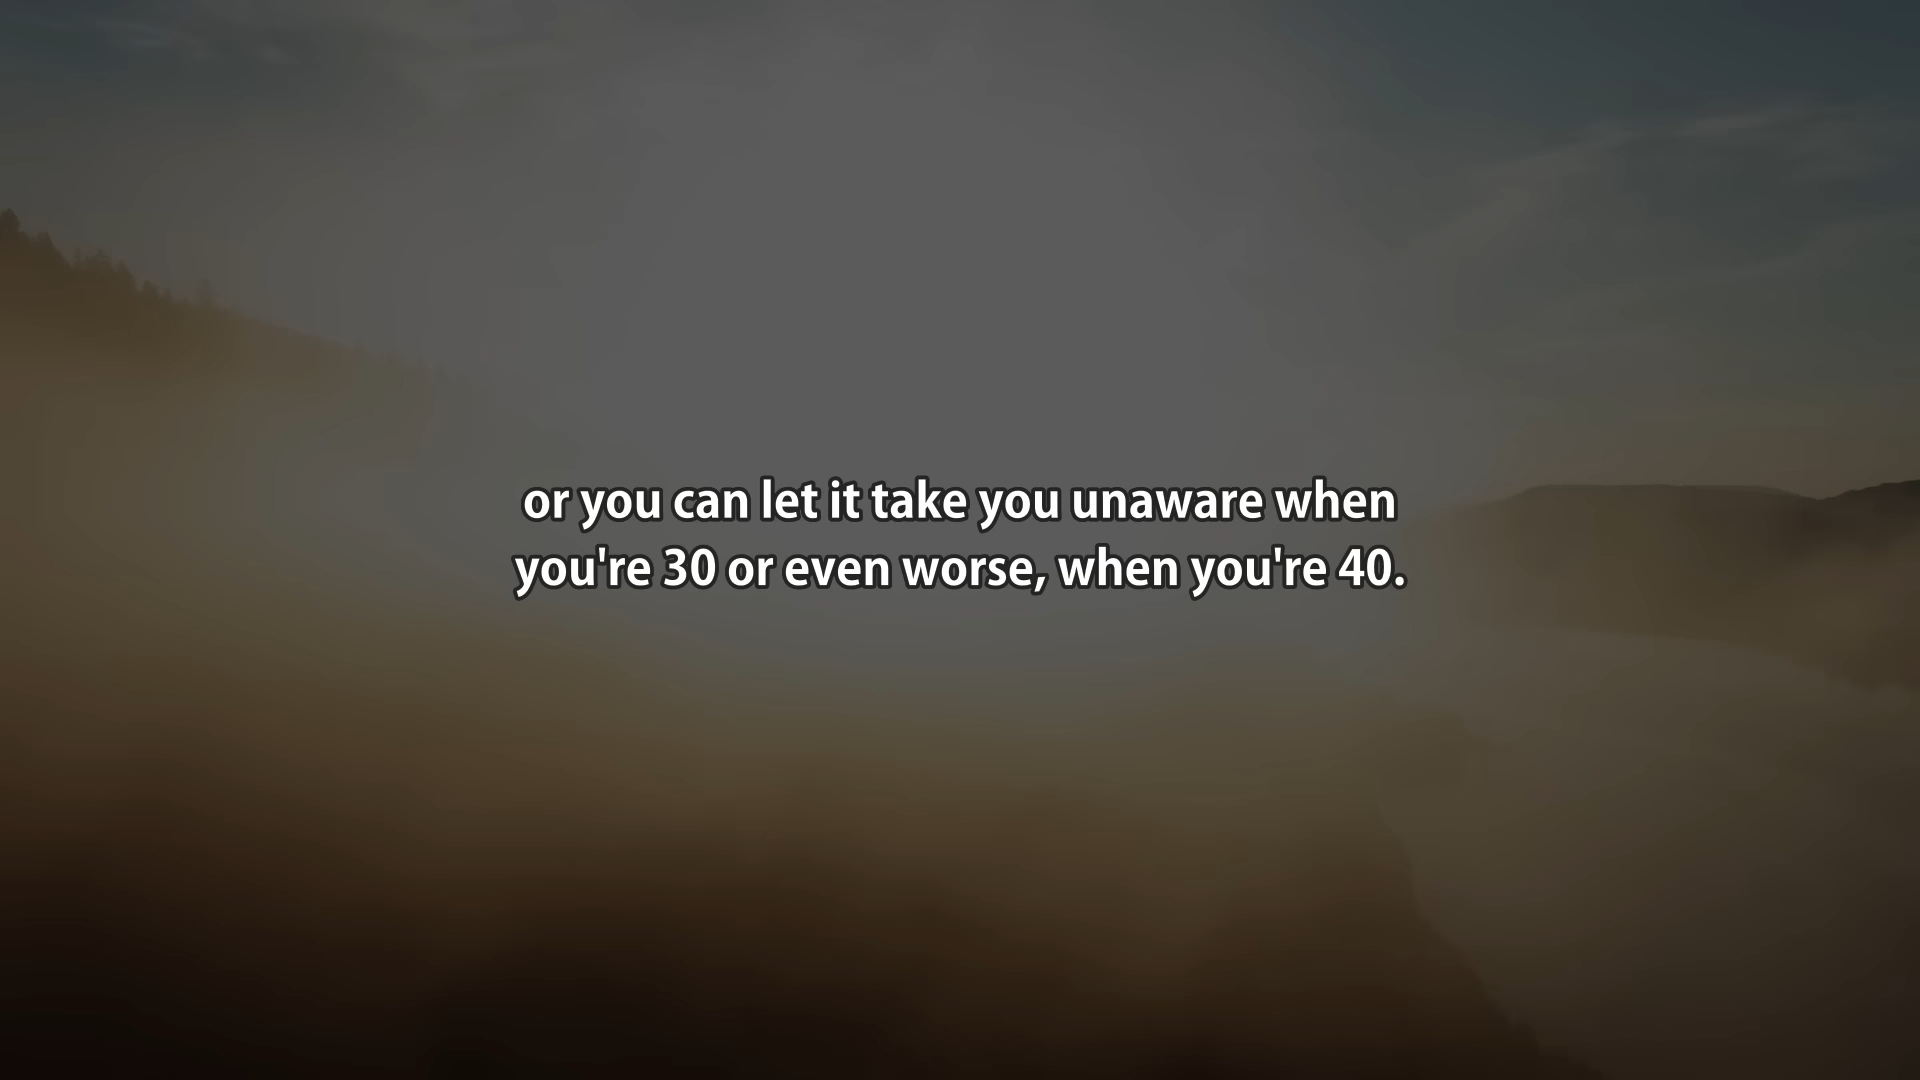 or you can let it take you unaware when
you're 30 or even worse, when you're 40.